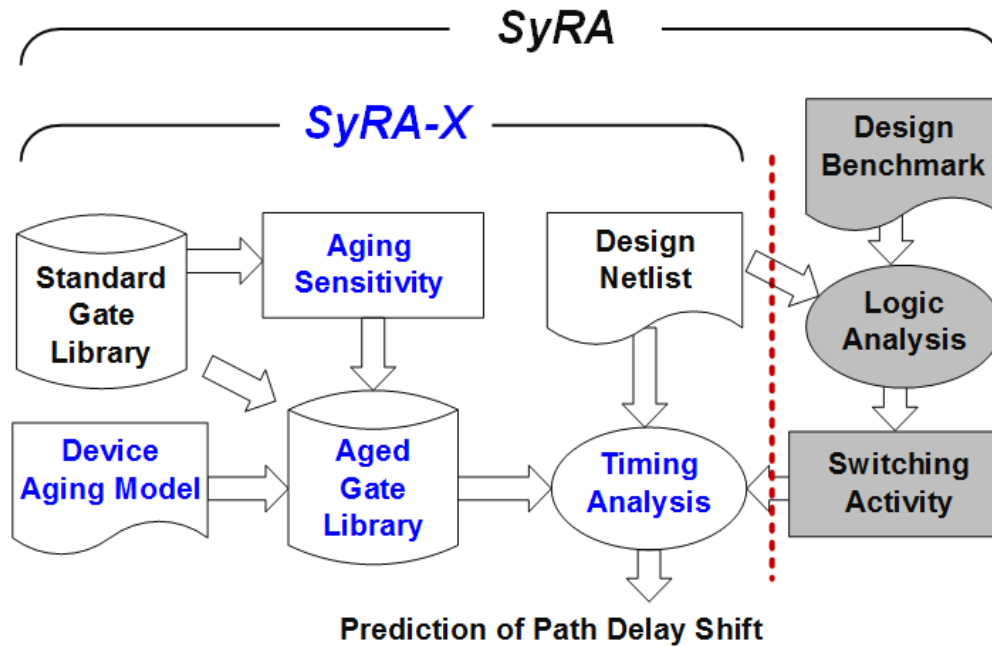 SyRA
SyRA-X
Design
Benchmark
Standard
Gate
Library
Aging
Sensitivity
Design
Netlist
Logic
Analysis
Device
Aging Model
Aged
Gate
Library
Timing
Analysis
Switching
Activity
Prediction of Path Delay Shift